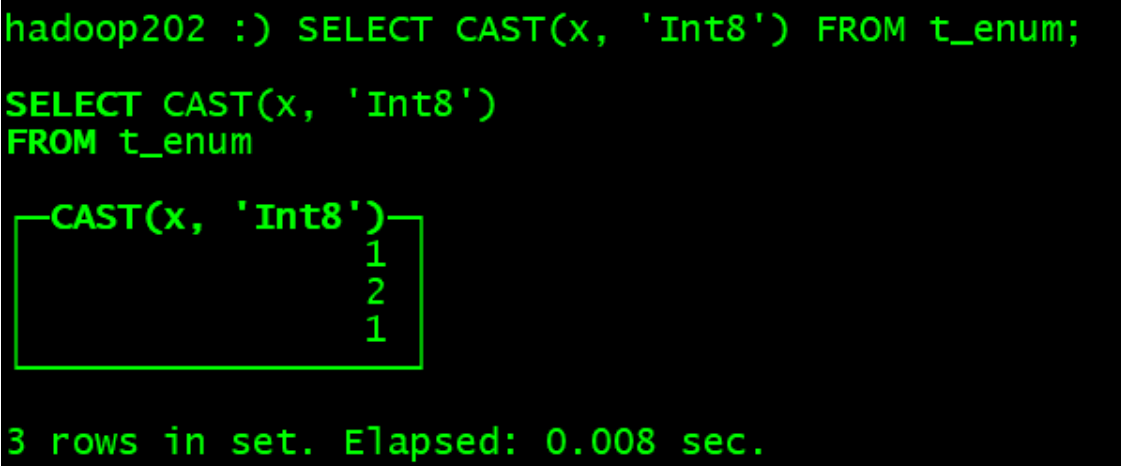 hadoop202 :) SELECT CAST(x, 'Int8') FROM t_enum;
SELECT CAST(x, 'Int8')
FROM t_enum
CAST(x, 'Int8')
1
2
1
3 rows in set. Elapsed: 0.008 sec.